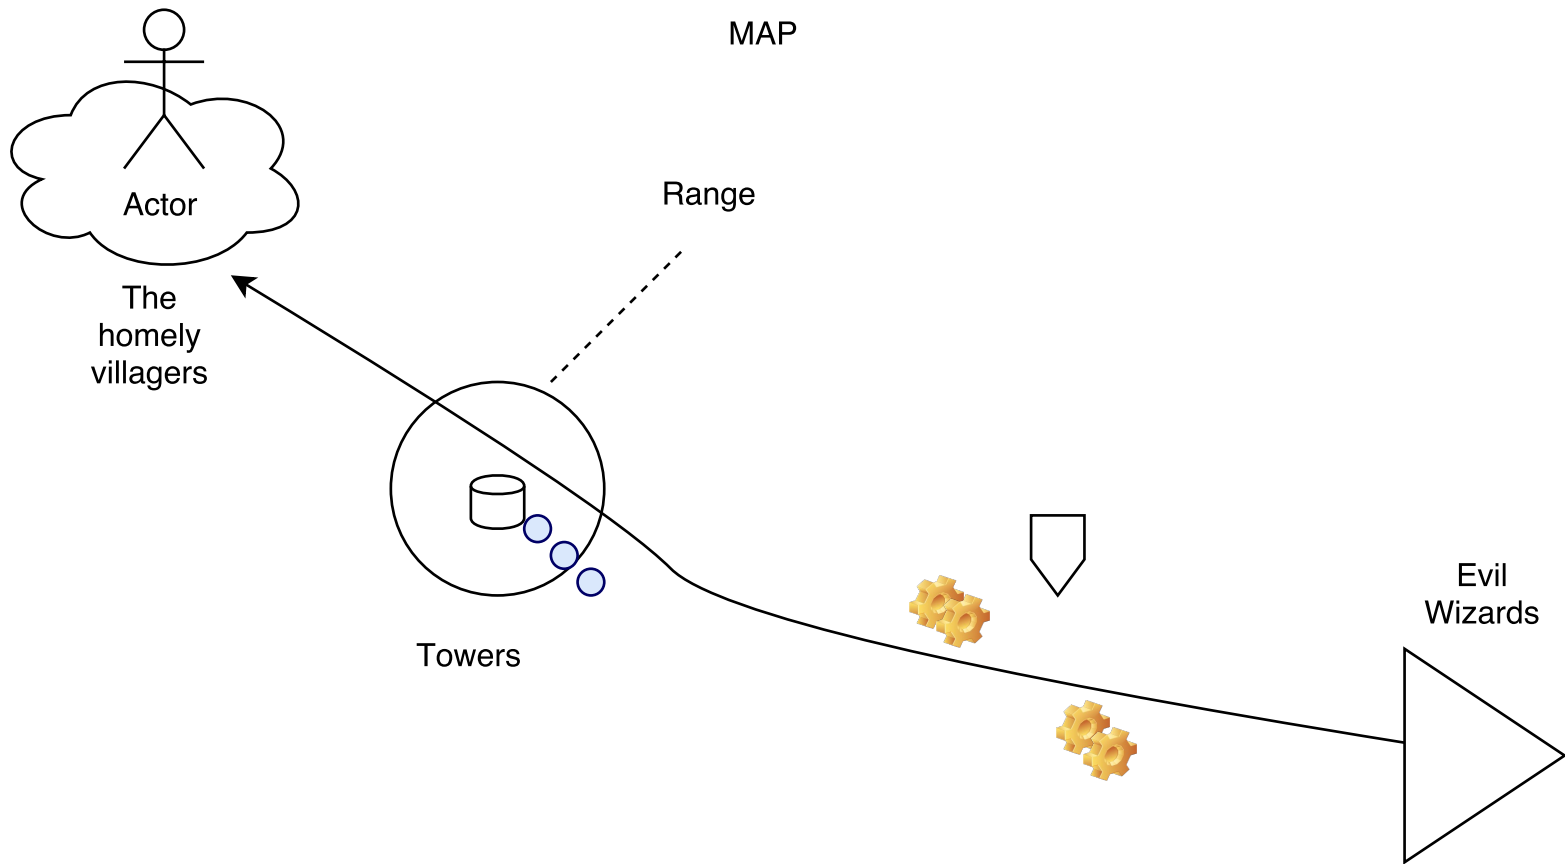 MAP
Range
Actor
The
homely
villagers
Evil
Wizards
Towers